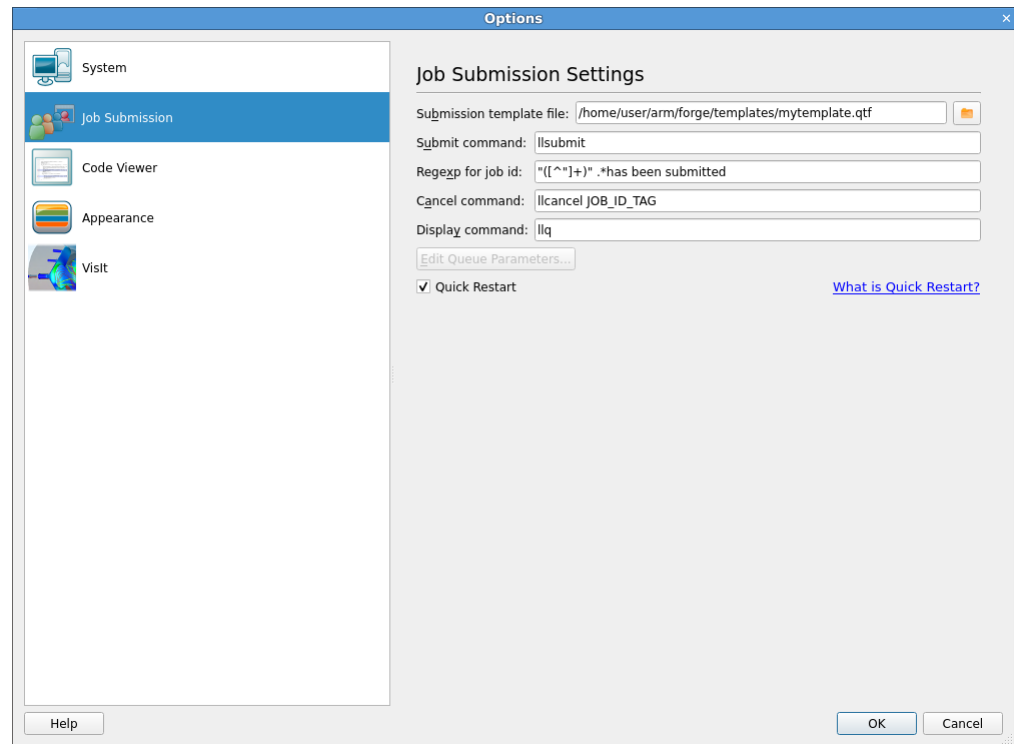 Options
System
Job Submission
Code Viewer
Appearance
VisIt
Job Submission Settings
Submission template file: /home/user/arm/forge/templates/mytemplate.qtf
Submit command: llsubmit
Regexp for job id: "([^"]+)" .*has been submitted
Cancel command: llcancel JOB_ID_TAG
Display command: llq
Edit Queue Parameters...
Quick Restart What is Quick Restart?
Help OK Cancel